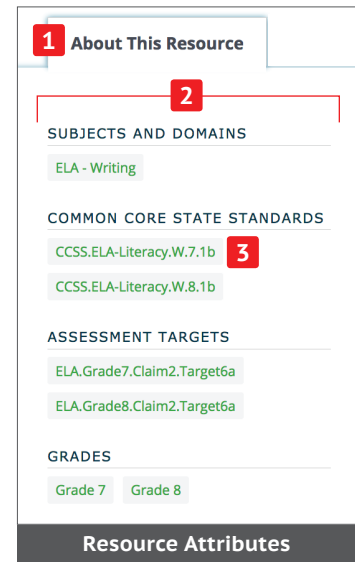 1 About This Resource
2
SUBJECTS AND DOMAINS
ELA - Writing
COMMON CORE STATE STANDARDS
CCSS.ELA-Literacy.W.7.1b 3
CCSS.ELA-Literacy.W.8.1b
ASSESSMENT TARGETS
ELA.Grade7.Claim2.Target6a
ELA.Grade8.Claim2.Target6a
GRADES
Grade 7 Grade 8
Resource Attributes